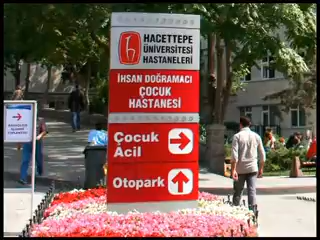 HACETTEPE
ÜNİVERSİTESİ
HASTANELERİ
İHSAN DOĞRAMACI
ÇOCUK
HASTANESİ
Çocuk
Acil
Otopark